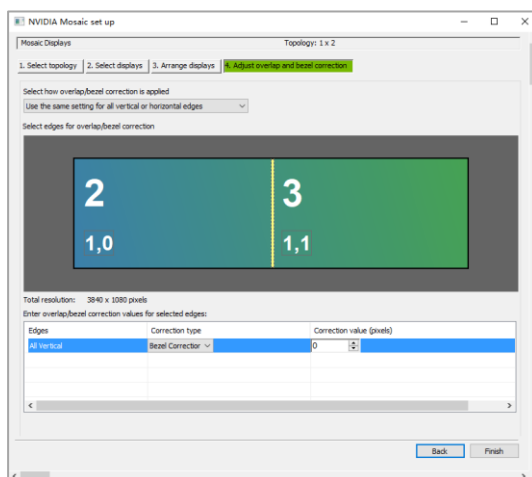 NVIDIA Mosaic set up
Mosaic Displays Topology: 1 x 2
1. Select topology 2. Select displays 3. Arrange displays 4. Adjust overlap and bezel correction
Select how overlap/bezel correction is applied
Use the same setting for all vertical or horizontal edges
Select edges for overlap/bezel correction
2 3
1,0 1,1
Total resolution: 3840 x 1080 pixels
Enter overlap/bezel correction values for selected edges:
Edges Correction type Correction value (pixels)
All Vertical Bezel Correction 0
Back Finish